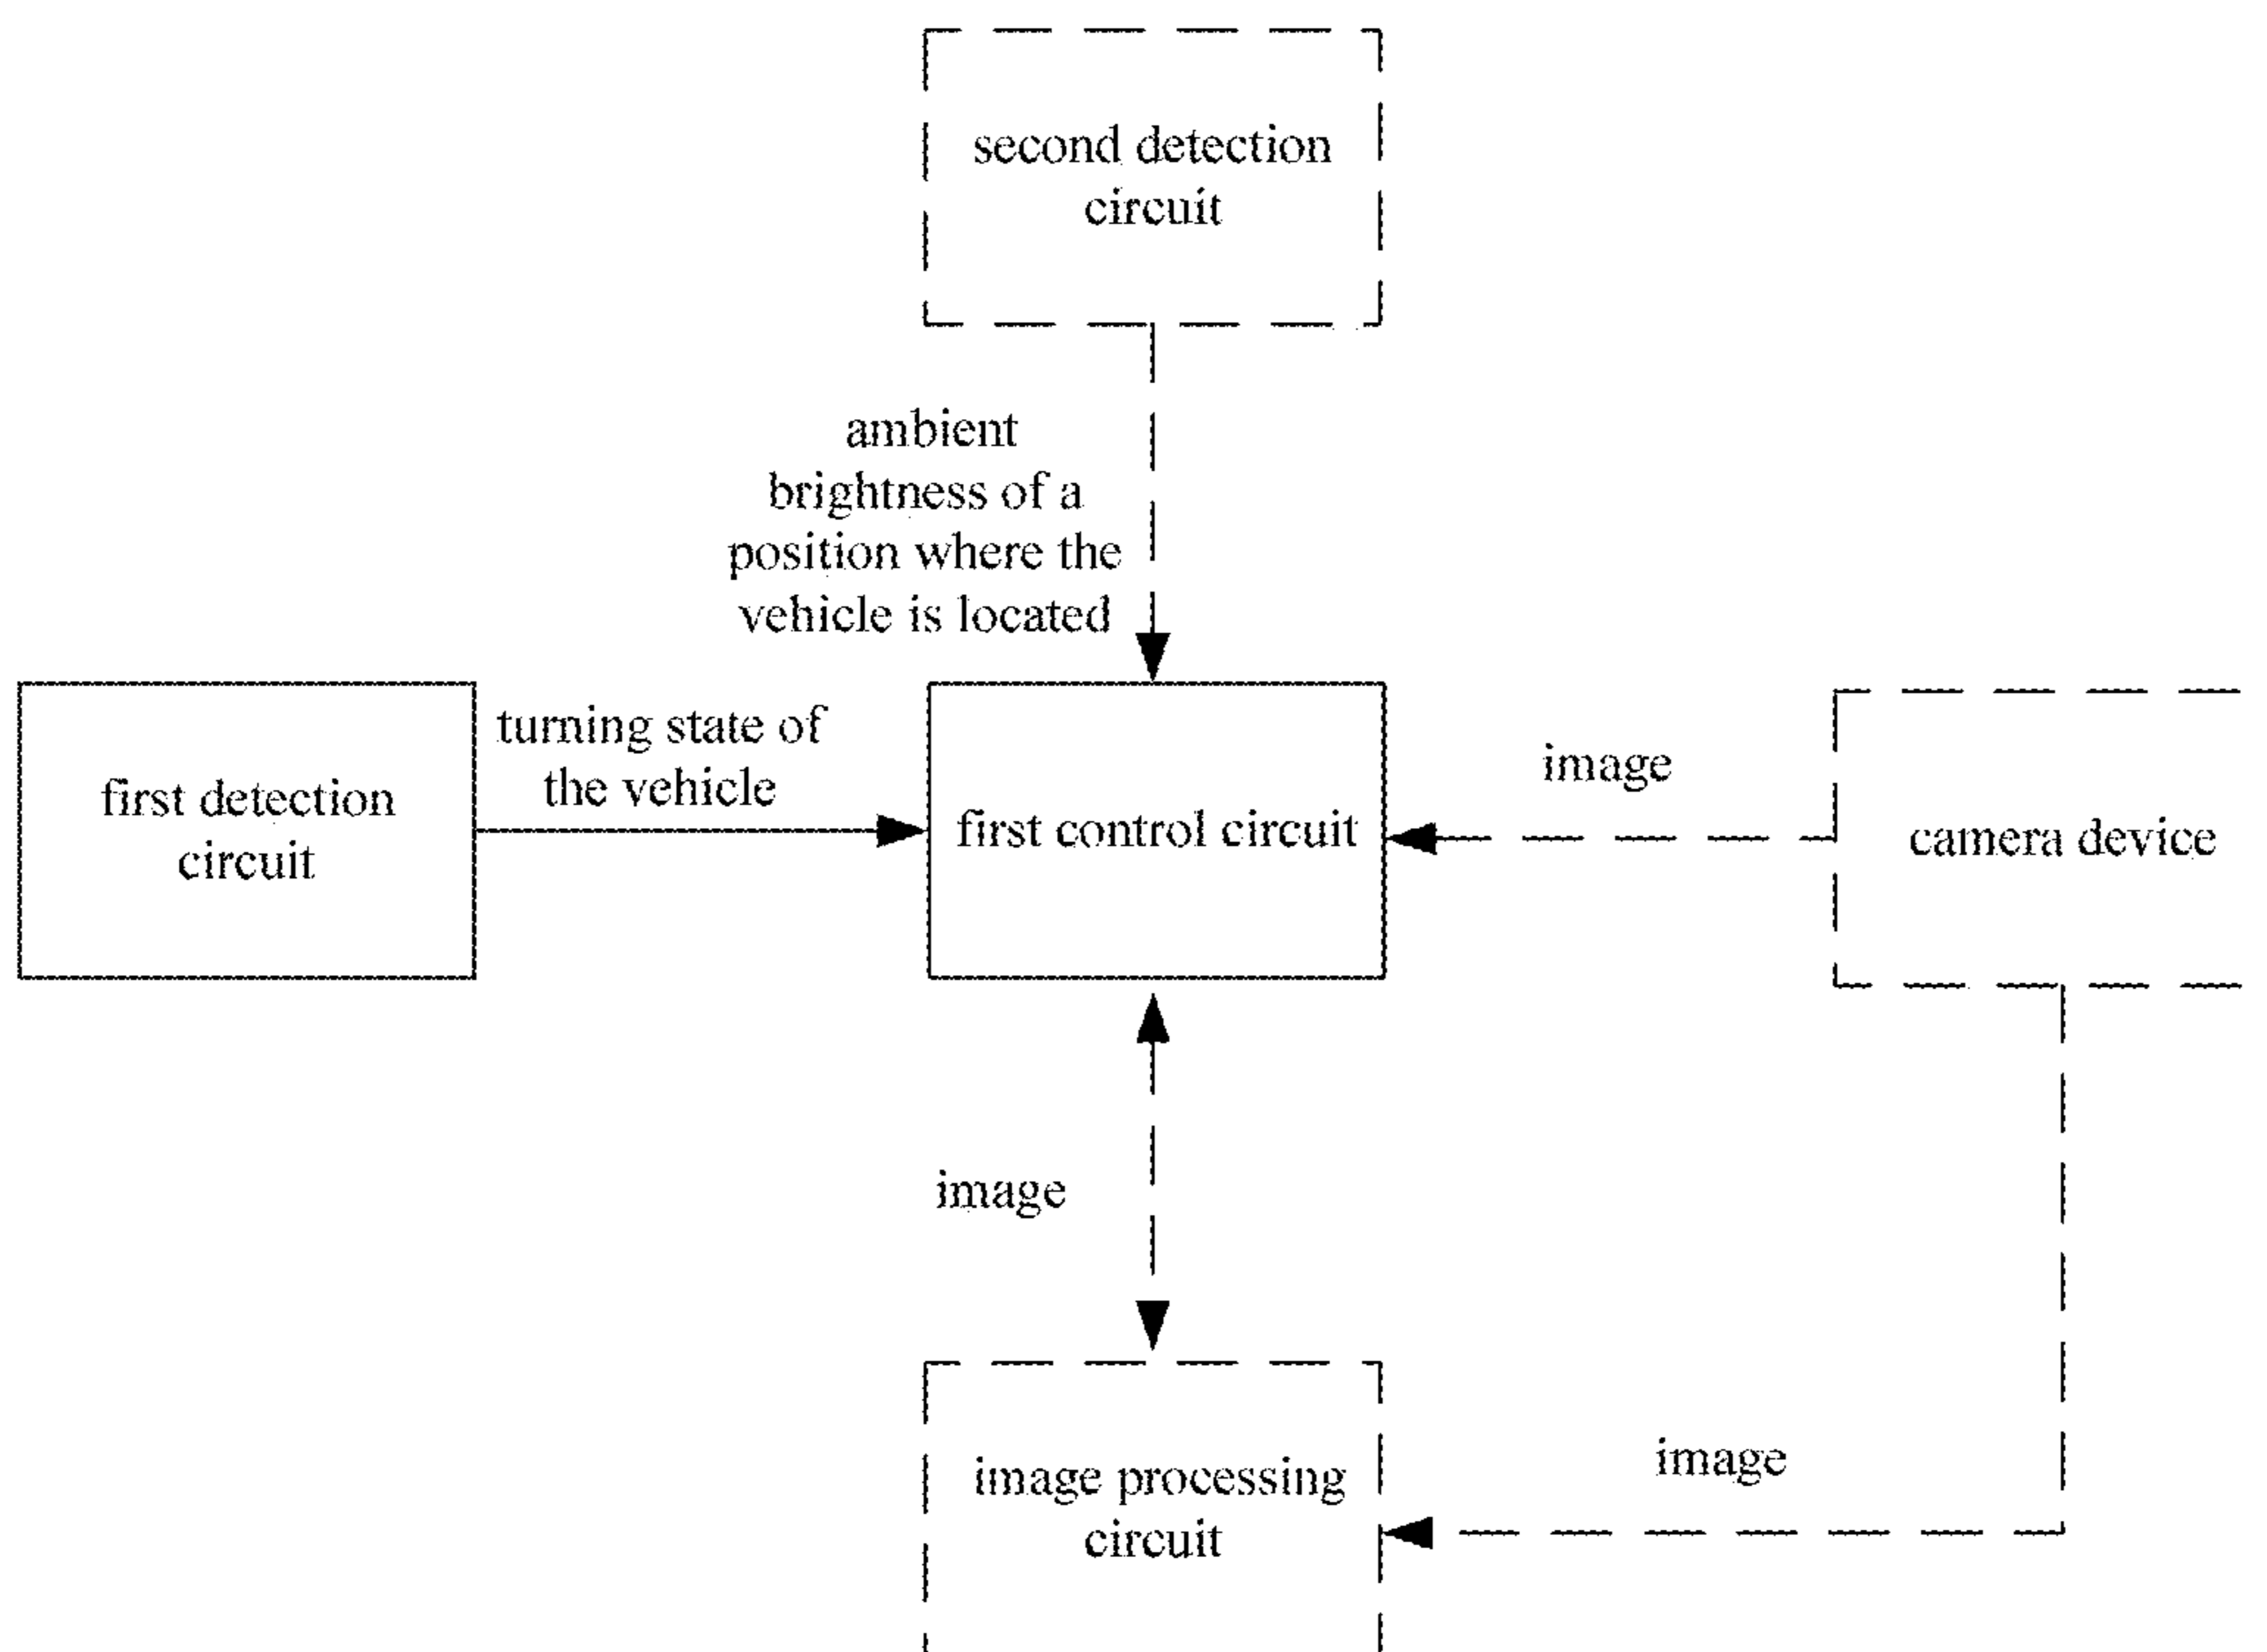 second detection
circuit
ambient
brightness of a
position where the
vehicle is located
first detection
circuit
turning state of
the vehicle
first control circuit
image
camera device
image
image processing
circuit
image